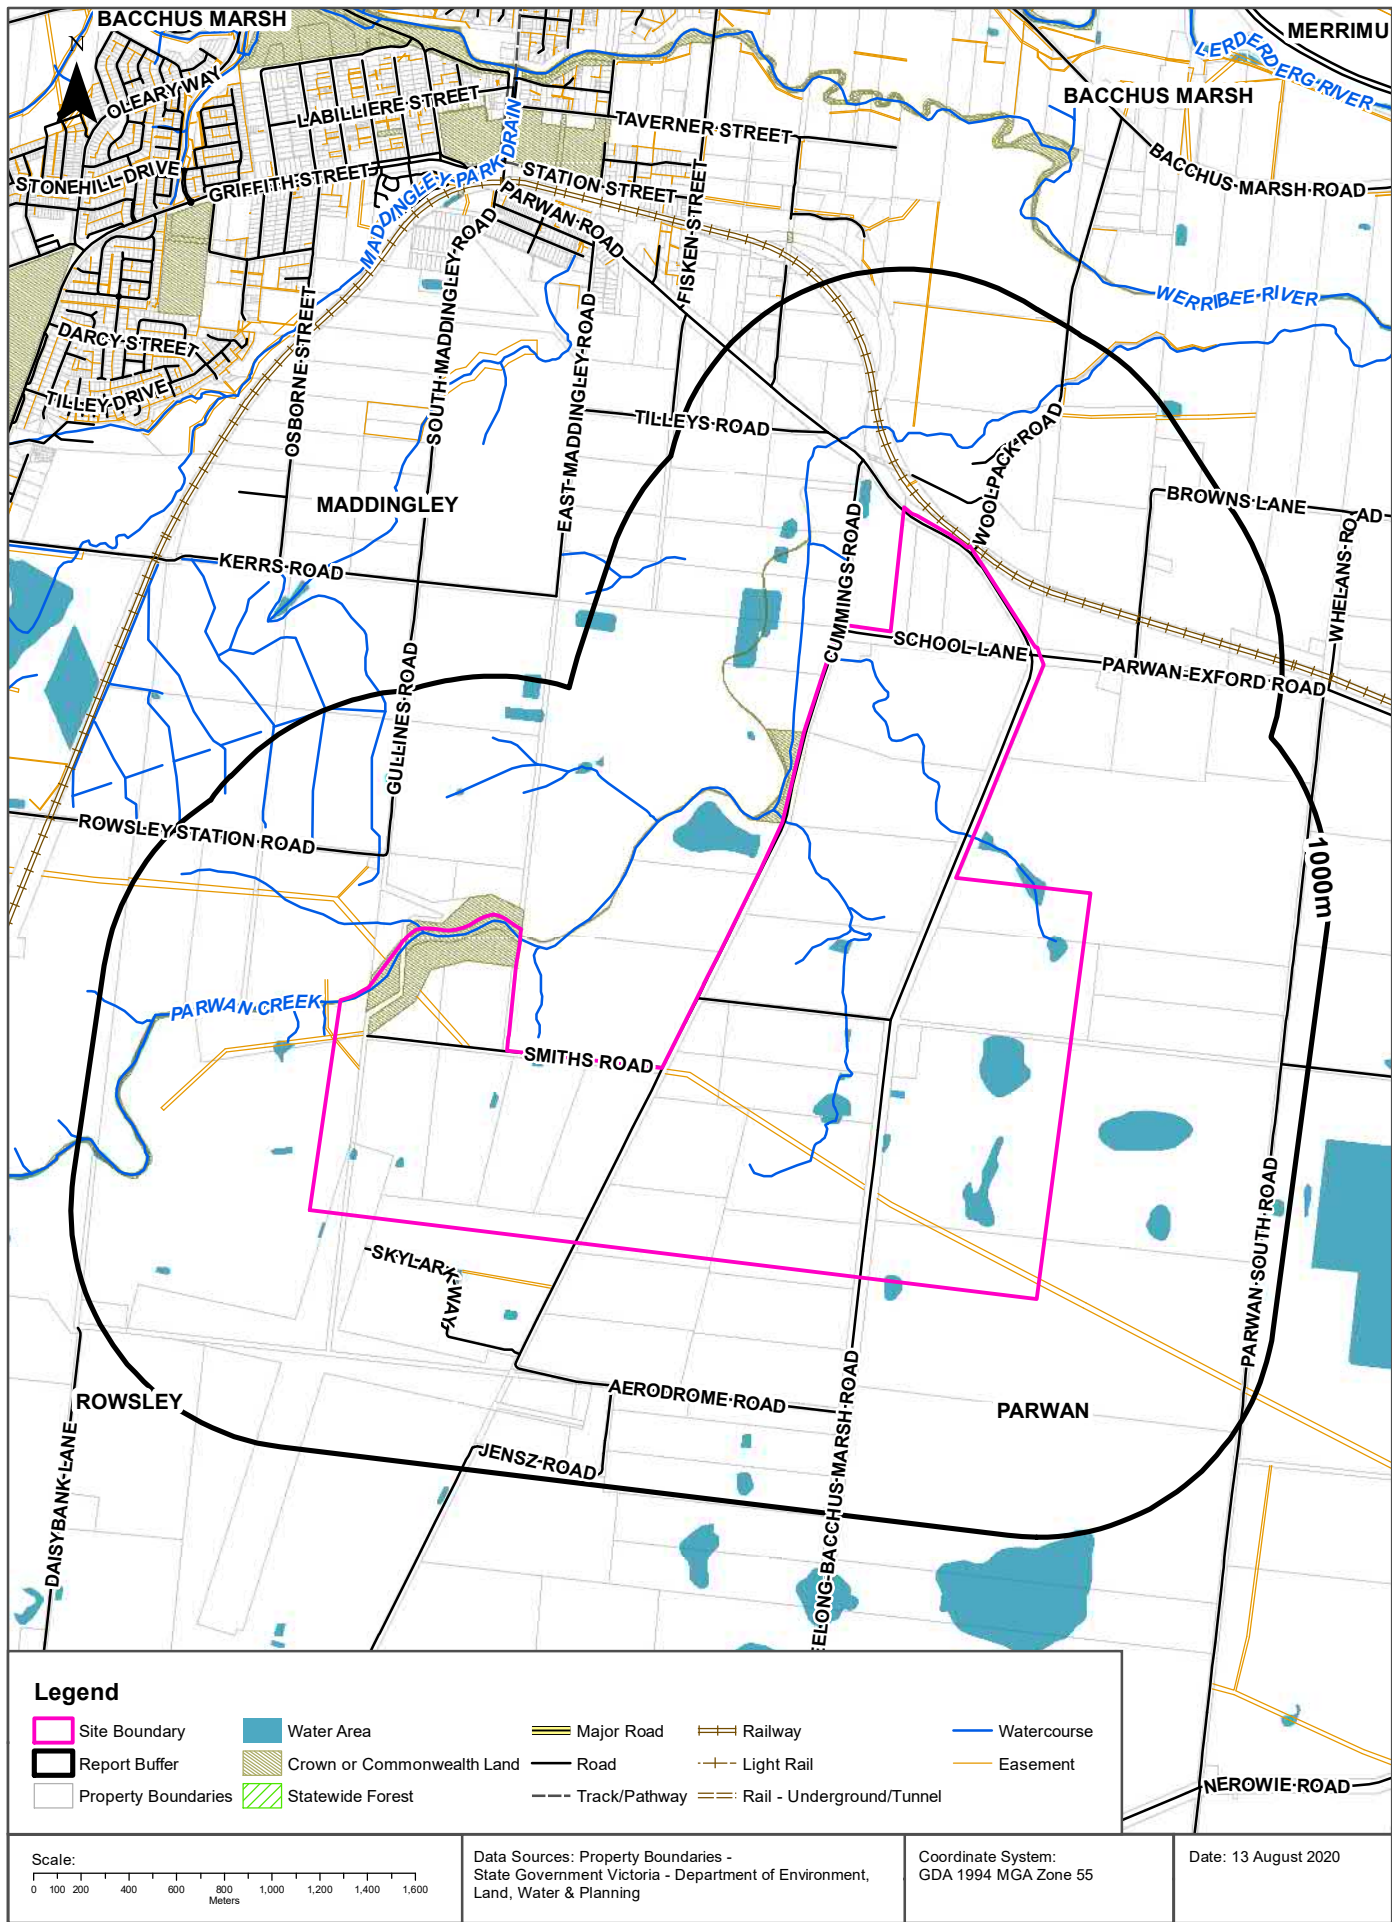 BACCHUS MARSH
MERRIMU
N
OLEARY WAY
LERDERDERG RIVER
LABILLIERE STREET
BACCHUS MARSH
TAVERNER STREET
STONEHILL DRIVE
GRIFFITH STREET
MADDINGLEY PARK DRAIN
STATION STREET
BACCHUS MARSH ROAD
PARWAN ROAD
FISKEN STREET
SOUTH MADDINGLEY ROAD
WERRIBEE RIVER
OSBORNE STREET
DARCY STREET
EAST MADDINGLEY ROAD
TILLEY DRIVE
TILLEYS ROAD
WOOLPACK ROAD
MADDINGLEY
BROWNS LANE
AD
CUMMINGS ROAD
WHELANS ROAD
KERRS ROAD
SCHOOL LANE
PARWAN EXFORD ROAD
GULLINES ROAD
ROWSLEY STATION ROAD
1000m
PARWAN CREEK
SMITHS ROAD
PARWAN SOUTH ROAD
SKYLARK WAY
ROWSLEY
AERODROME ROAD
PARWAN
DAISYBANK LANE
JENSZ ROAD
EELONG BACCHUS MARSH ROAD
NEROWIE ROAD
Legend
Site Boundary
Water Area
Major Road
Railway
Watercourse
Report Buffer
Crown or Commonwealth Land
Road
Light Rail
Easement
Property Boundaries
Statewide Forest
Track/Pathway
Rail - Underground/Tunnel
Scale:
0 100 200 400 600 800 1,000 1,200 1,400 1,600
Meters
Data Sources: Property Boundaries -
State Government Victoria - Department of Environment,
Land, Water & Planning
Coordinate System:
GDA 1994 MGA Zone 55
Date: 13 August 2020